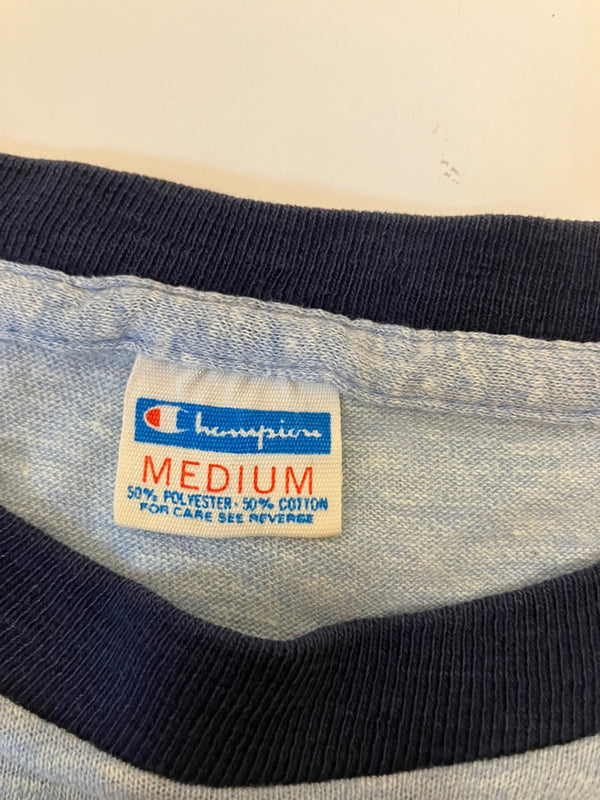 Champion
MEDIUM
50% POLYESTER · 50% COTTON
FOR CARE SEE REVERSE